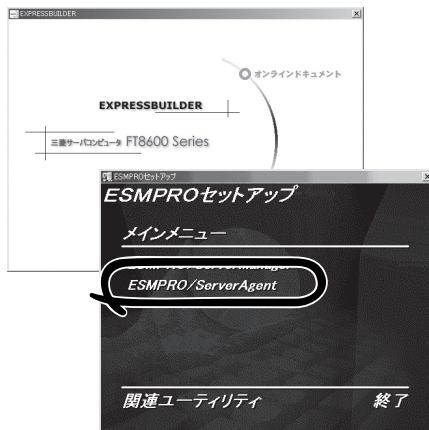 EXPRESSBUILDER
オンラインドキュメント
EXPRESSBUILDER
三菱サーバコンピュータ FT8600 Series
ESMPROセットアップ
ESMPROセットアップ
メインメニュー
ESMPRO/ServerManager
ESMPRO/ServerAgent
関連ユーティリティ
終了